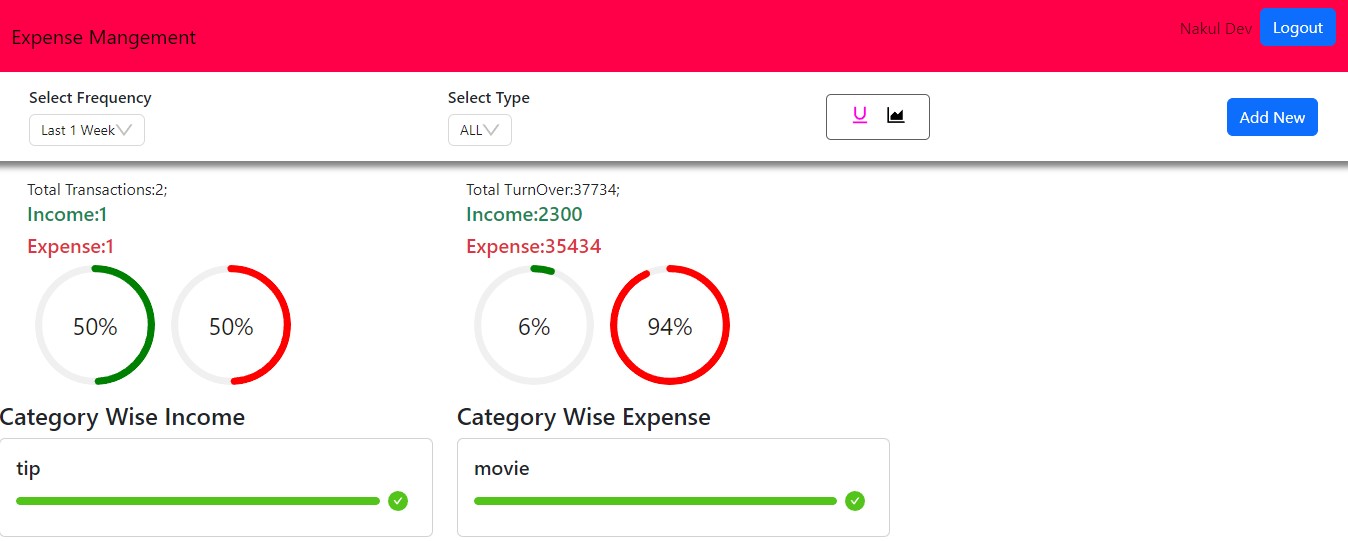 Expense Mangement
Nakul Dev Logout
Select Frequency
Last 1 Week
Select Type
ALL
Add New
Total Transactions:2;
Income:1
Expense:1
50% 50%
Total TurnOver:37734;
Income:2300
Expense:35434
6% 94%
Category Wise Income
tip
Category Wise Expense
movie